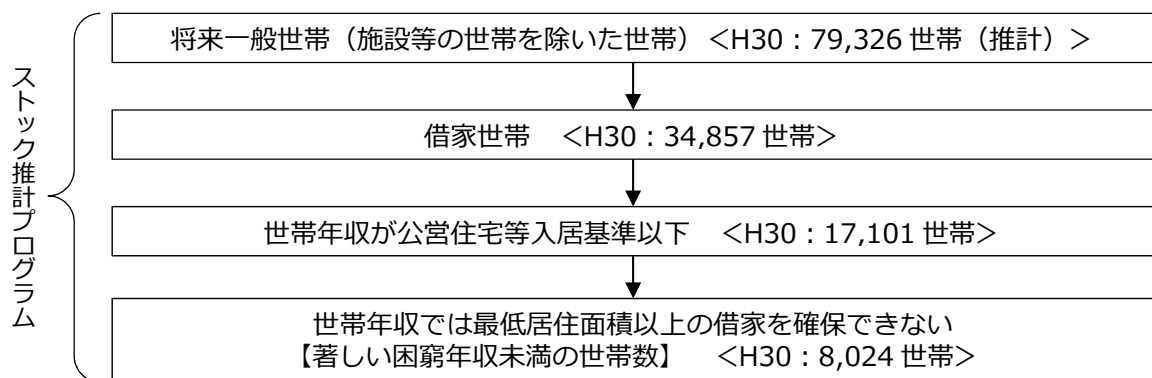 ストック推計プログラム
将来一般世帯（施設等の世帯を除いた世帯）＜H30：79,326 世帯（推計）＞
借家世帯　＜H30：34,857 世帯＞
世帯年収が公営住宅等入居基準以下　＜H30：17,101 世帯＞
世帯年収では最低居住面積以上の借家を確保できない
【著しい困窮年収未満の世帯数】　＜H30：8,024 世帯＞